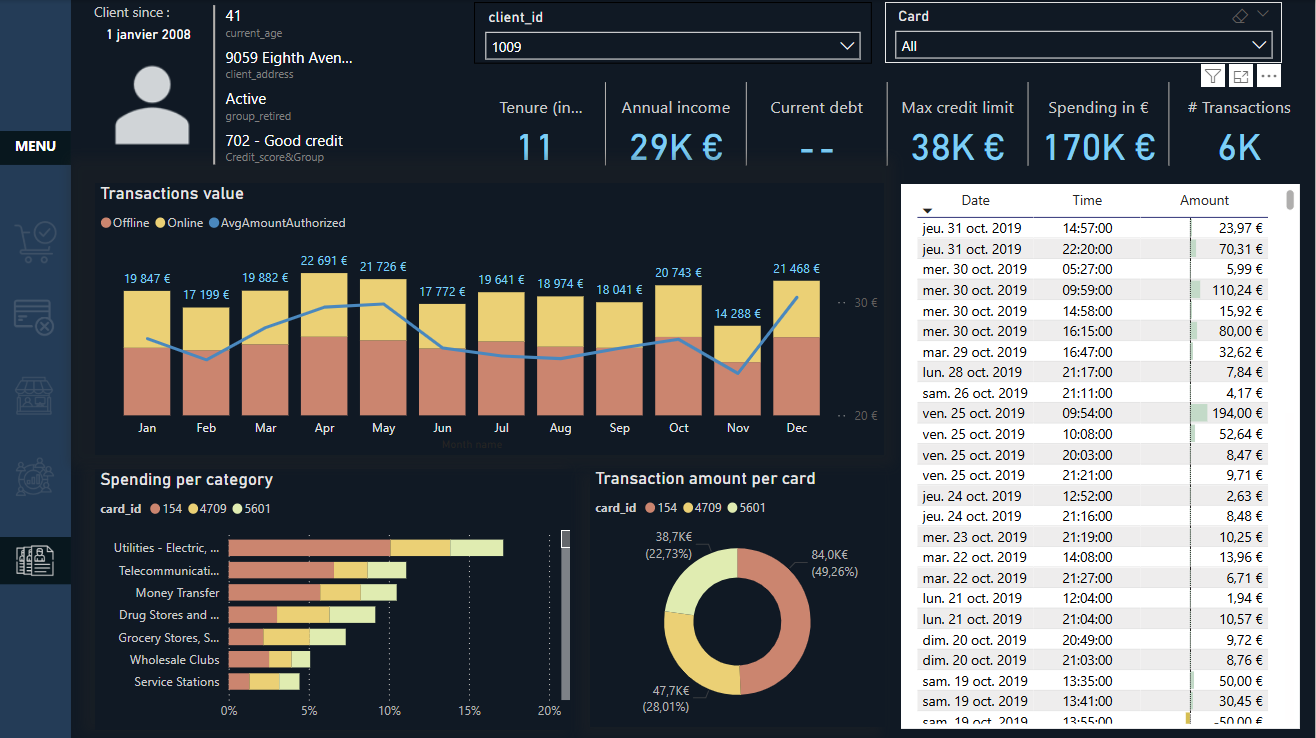 Client since :
1 janvier 2008
41
current_age
9059 Eighth Aven...
client_address
Active
group_retired
702 - Good credit
Credit_score&Group
client_id
1009
Card
All
MENU
Tenure (in...
11
Annual income
29K €
Current debt
--
Max credit limit
38K €
Spending in €
170K €
# Transactions
6K
Transactions value
Offline Online AvgAmountAuthorized
19 847 €
17 199 €
19 882 €
22 691 €
21 726 €
17 772 €
19 641 €
18 974 €
18 041 €
20 743 €
14 288 €
21 468 €
30 €
20 €
Jan Feb Mar Apr May Jun Jul Aug Sep Oct Nov Dec
Month name
Spending per category
card_id 154 4709 5601
Utilities - Electric, ...
Telecommunicati...
Money Transfer
Drug Stores and ...
Grocery Stores, S...
Wholesale Clubs
Service Stations
0% 5% 10% 15% 20%
Transaction amount per card
card_id 154 4709 5601
38,7K€
(22,73%)
84,0K€
(49,26%)
47,7K€
(28,01%)
Date Time Amount
jeu. 31 oct. 2019 14:57:00 23,97 €
jeu. 31 oct. 2019 22:20:00 70,31 €
mer. 30 oct. 2019 05:27:00 5,99 €
mer. 30 oct. 2019 09:59:00 110,24 €
mer. 30 oct. 2019 14:58:00 15,92 €
mer. 30 oct. 2019 16:15:00 80,00 €
mar. 29 oct. 2019 16:47:00 32,62 €
lun. 28 oct. 2019 21:17:00 7,84 €
sam. 26 oct. 2019 21:11:00 4,17 €
ven. 25 oct. 2019 09:54:00 194,00 €
ven. 25 oct. 2019 10:08:00 52,64 €
ven. 25 oct. 2019 20:03:00 8,47 €
ven. 25 oct. 2019 21:21:00 9,71 €
jeu. 24 oct. 2019 12:52:00 2,63 €
jeu. 24 oct. 2019 21:16:00 8,48 €
mer. 23 oct. 2019 21:19:00 10,25 €
mar. 22 oct. 2019 14:08:00 13,96 €
mar. 22 oct. 2019 21:27:00 6,71 €
lun. 21 oct. 2019 12:04:00 1,94 €
lun. 21 oct. 2019 21:04:00 10,57 €
dim. 20 oct. 2019 20:49:00 9,72 €
dim. 20 oct. 2019 21:03:00 8,76 €
sam. 19 oct. 2019 13:35:00 50,00 €
sam. 19 oct. 2019 13:41:00 30,45 €
sam. 19 oct. 2019 13:55:00 -50,00 €